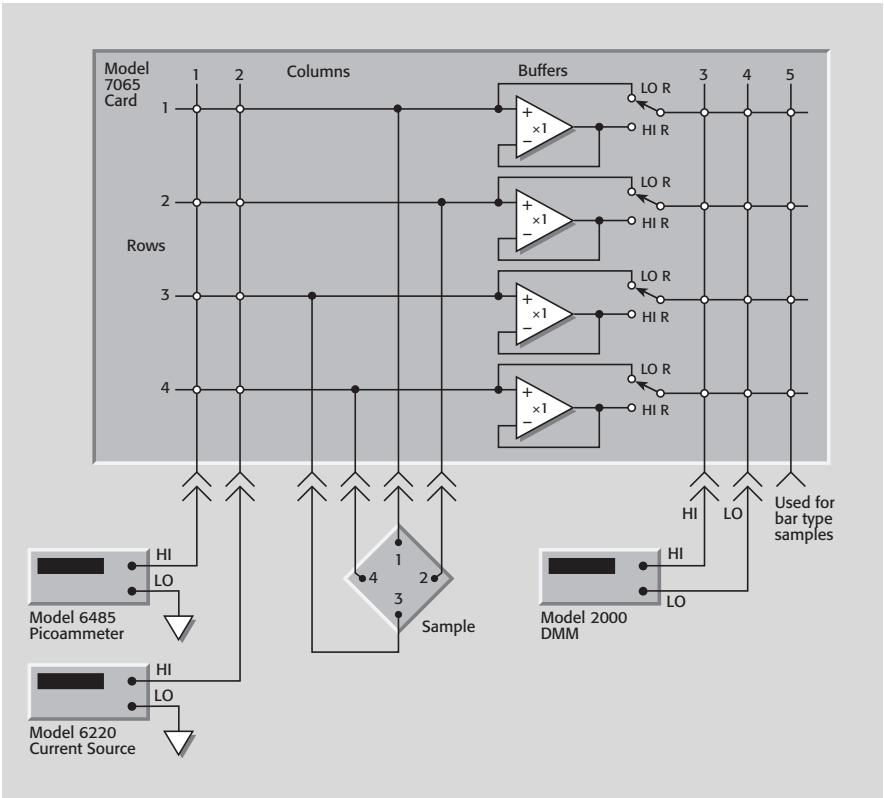 Model
7065
Card
1
2
Columns
Buffers
3
4
5
1
+
×1
−
LO R
HI R
2
+
×1
−
LO R
HI R
Rows
3
+
×1
−
LO R
HI R
4
+
×1
−
LO R
HI R
HI
LO
Used for
bar type
samples
HI
LO
Model 6485
Picoammeter
1
4
2
3
Sample
HI
LO
Model 2000
DMM
HI
LO
Model 6220
Current Source